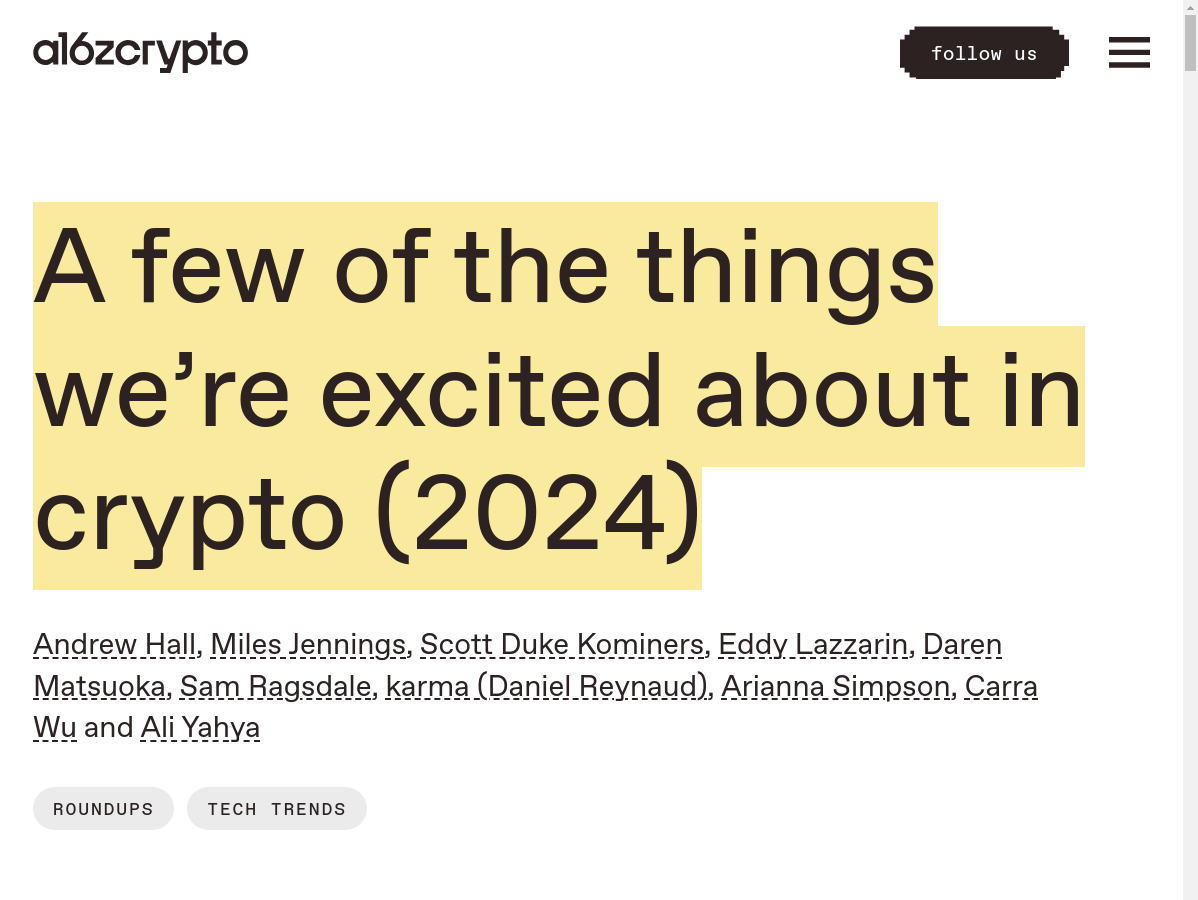 a16zcrypto
follow us
A few of the things
we’re excited about in
crypto (2024)
Andrew Hall, Miles Jennings, Scott Duke Kominers, Eddy Lazzarin, Daren
Matsuoka, Sam Ragsdale, karma (Daniel Reynaud), Arianna Simpson, Carra
Wu and Ali Yahya
ROUNDUPS
TECH TRENDS